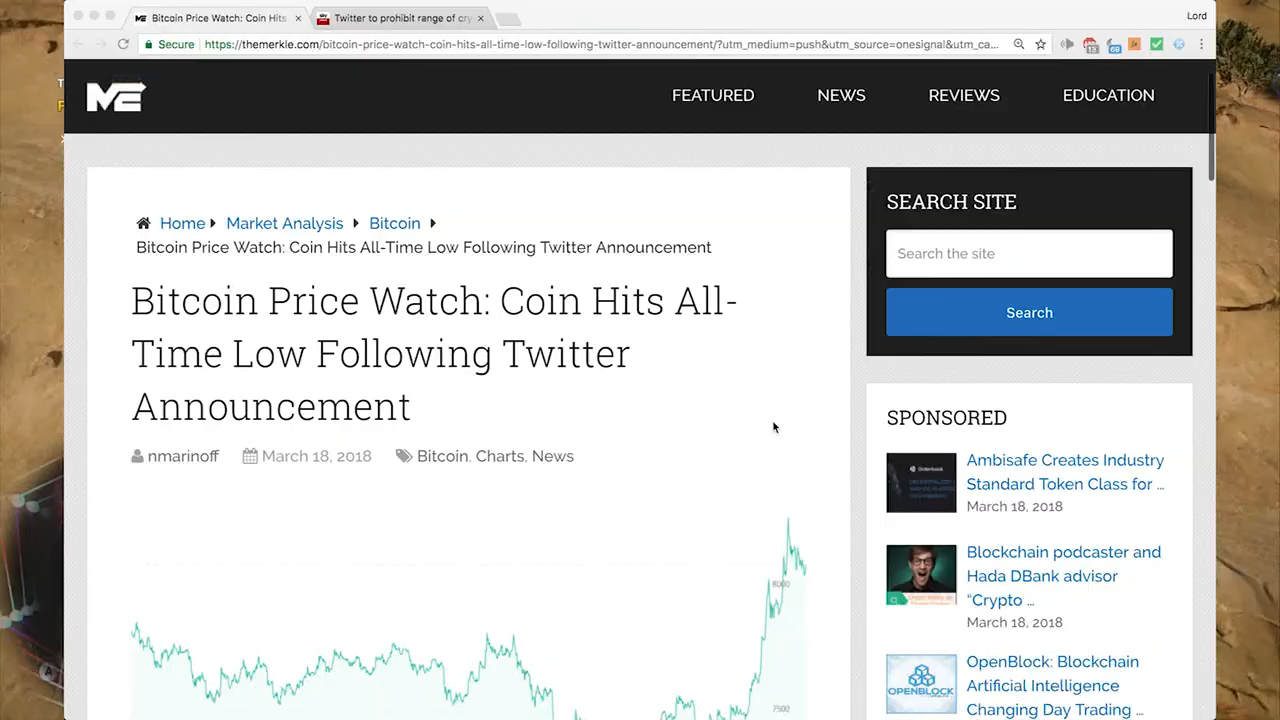 Bitcoin Price Watch: Coin Hits
Twitter to prohibit range of cry
Lord
Secure
https://themerkle.com/bitcoin-price-watch-coin-hits-all-time-low-following-twitter-announcement/?utm_medium=push&utm_source=onesignal&utm_ca...
ME
FEATURED
NEWS
REVIEWS
EDUCATION
Home
Market Analysis
Bitcoin
Bitcoin Price Watch: Coin Hits All-Time Low Following Twitter Announcement
Bitcoin Price Watch: Coin Hits All-
Time Low Following Twitter
Announcement
nmarinoff
March 18, 2018
Bitcoin, Charts, News
8000
7500
SEARCH SITE
Search the site
Search
SPONSORED
Ambisafe Creates Industry
Standard Token Class for ...
March 18, 2018
Blockchain podcaster and
Hada DBank advisor
“Crypto ...
March 18, 2018
OPENBLOCK
OpenBlock: Blockchain
Artificial Intelligence
Changing Day Trading ...